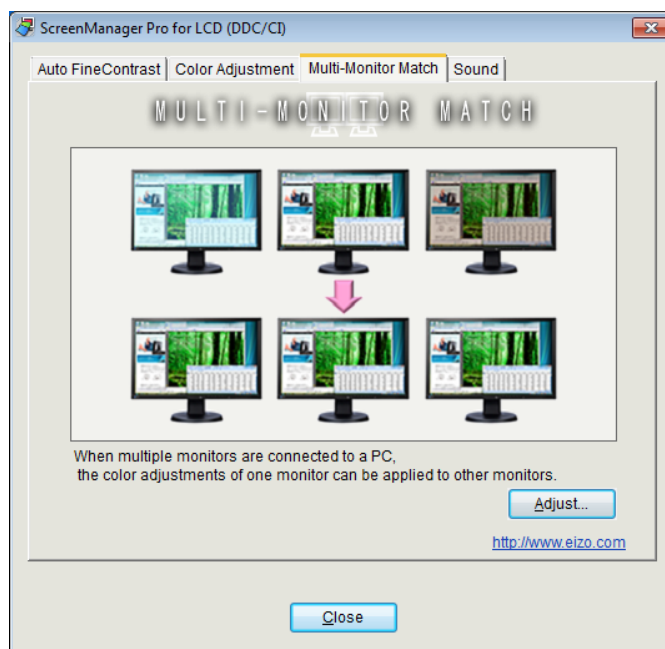 ScreenManager Pro for LCD (DDC/CI)
Auto FineContrast Color Adjustment Multi-Monitor Match Sound
MULTI-MONITOR MATCH
When multiple monitors are connected to a PC,
the color adjustments of one monitor can be applied to other monitors.
Adjust...
http://www.eizo.com
Close